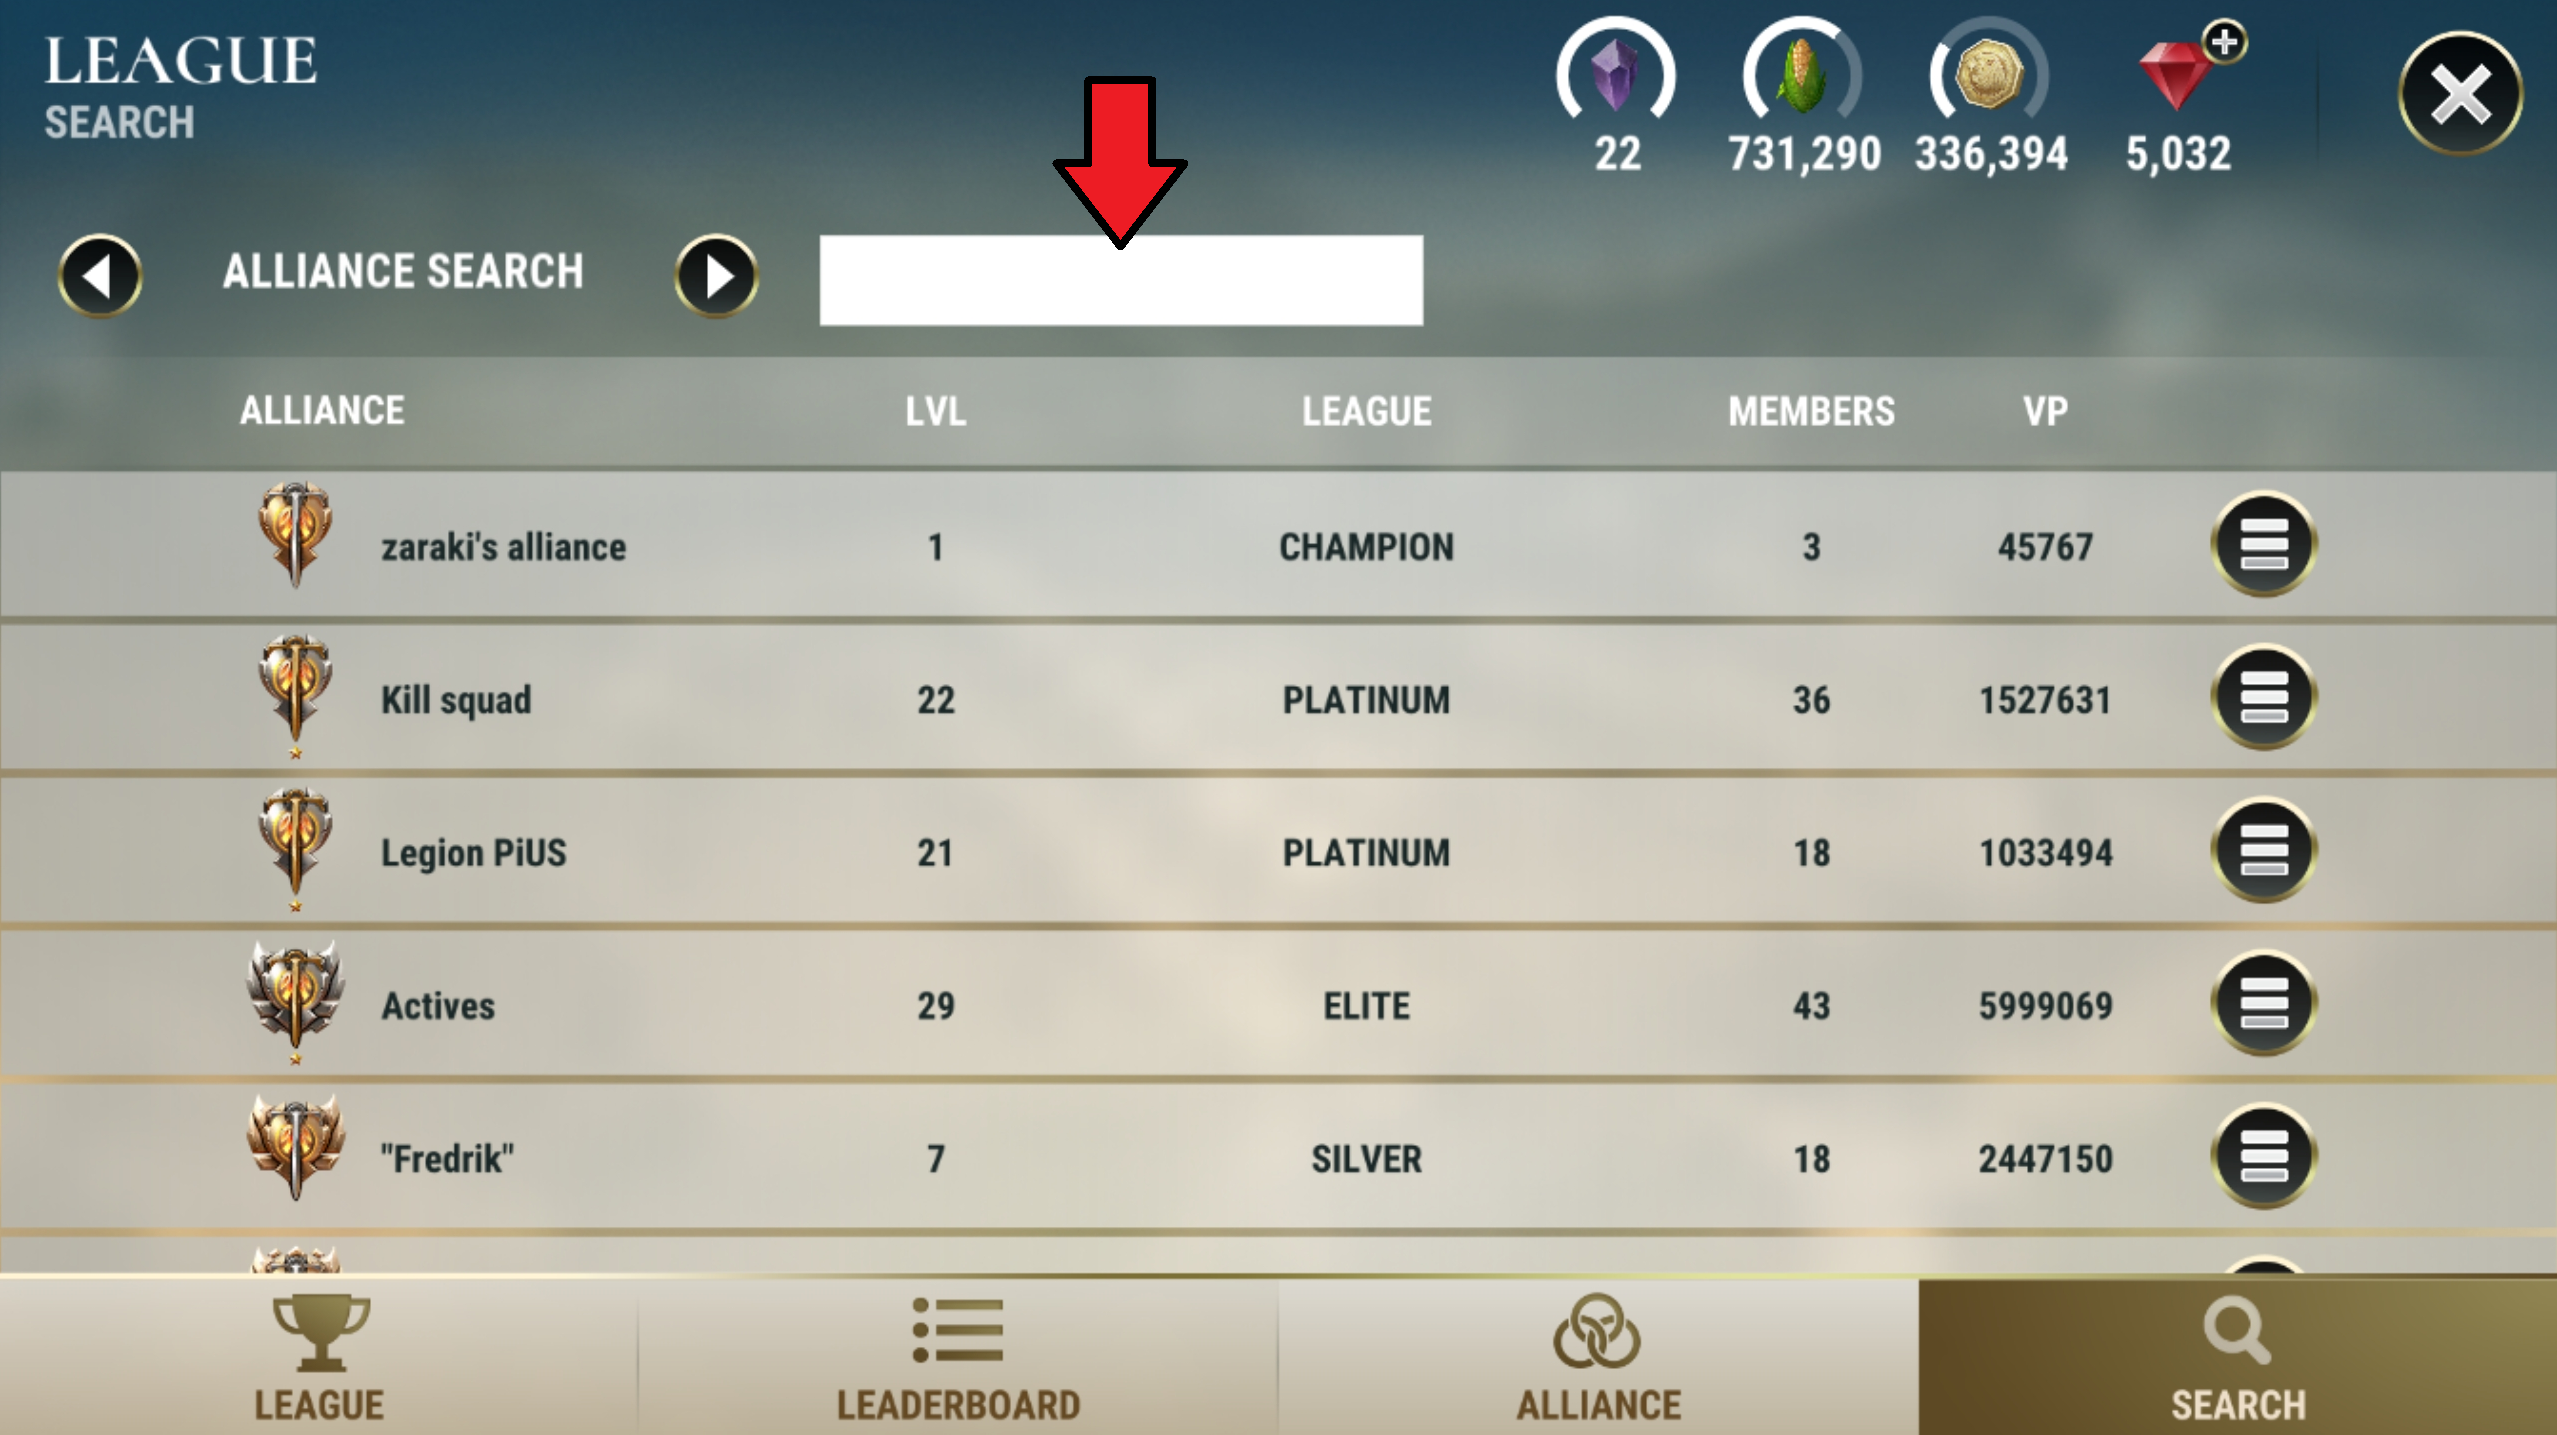 LEAGUE
SEARCH
22 731,290 336,394 5,032
ALLIANCE SEARCH
ALLIANCE LVL LEAGUE MEMBERS VP
zaraki's alliance 1 CHAMPION 3 45767
Kill squad 22 PLATINUM 36 1527631
Legion PiUS 21 PLATINUM 18 1033494
Actives 29 ELITE 43 5999069
"Fredrik" 7 SILVER 18 2447150
LEAGUE LEADERBOARD ALLIANCE SEARCH